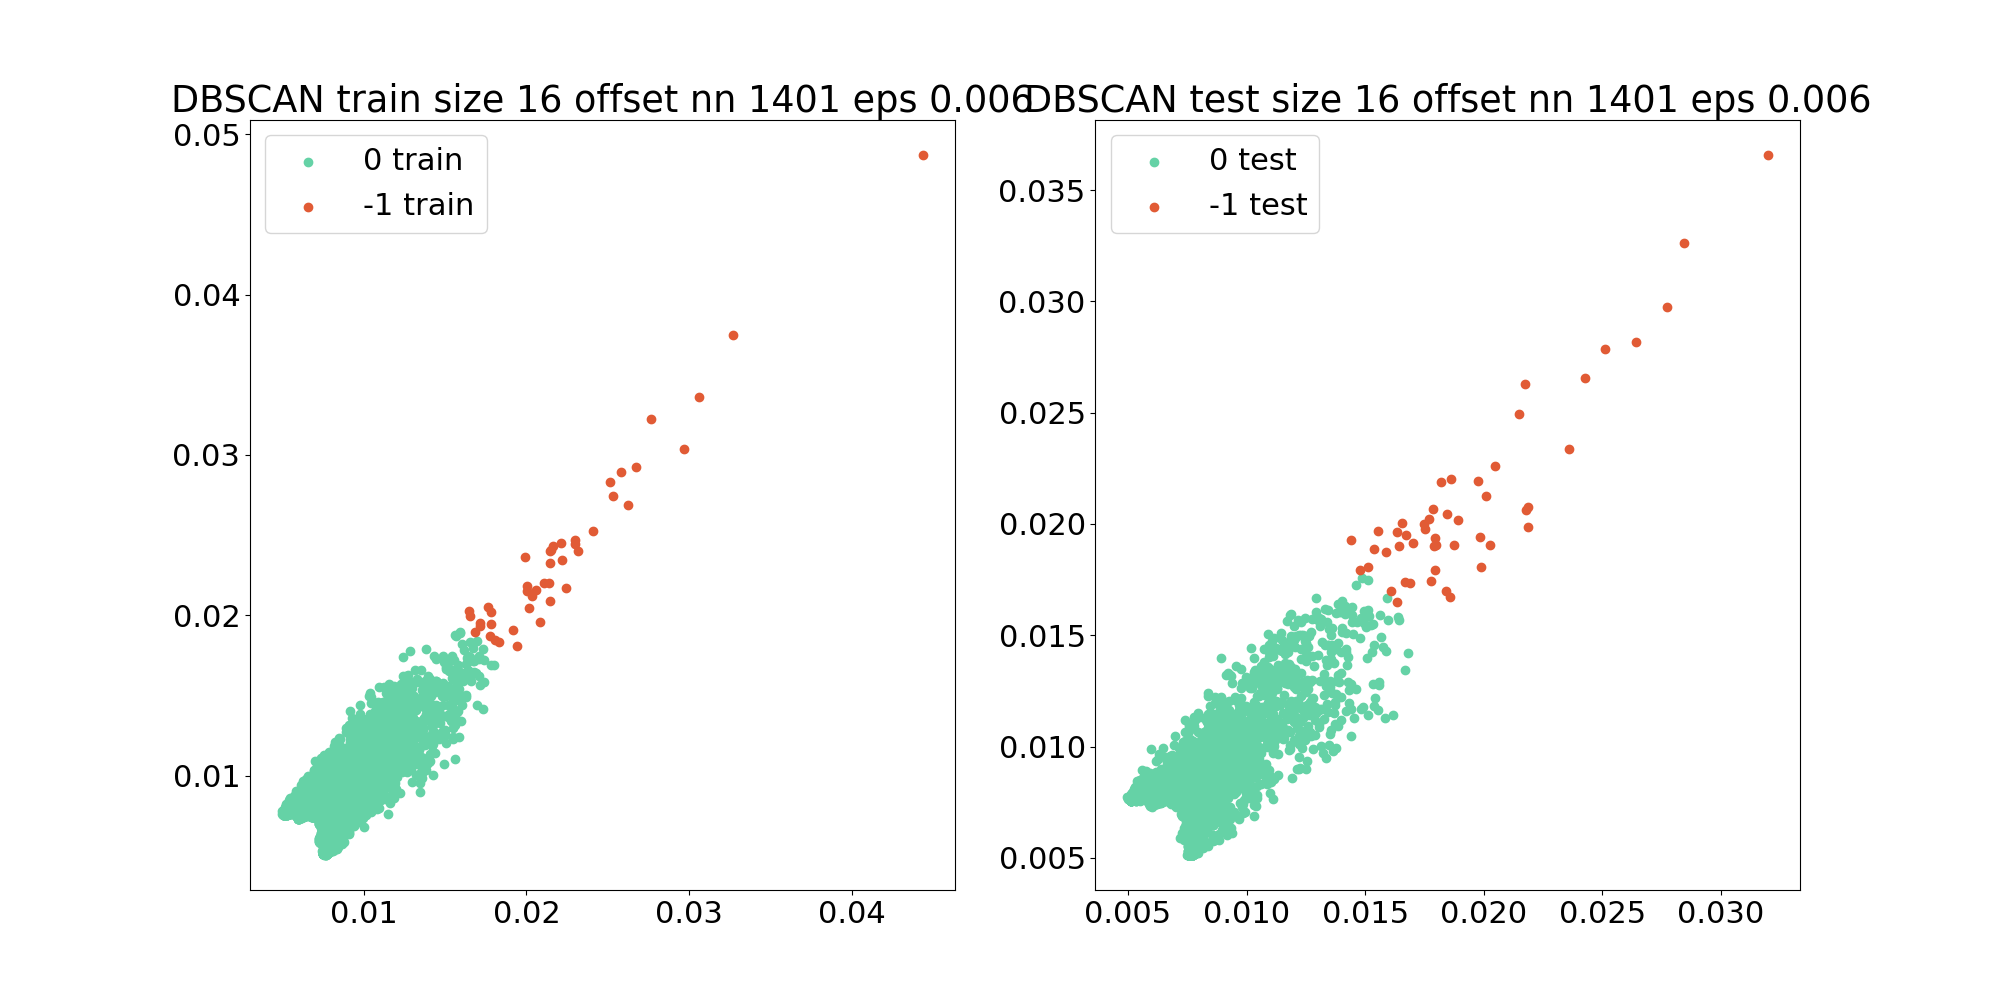 DBSCAN train size 16 offset nn 1401 eps 0.006
0.05
0.04
0.03
0.02
0.01
0 train
-1 train
0.01 0.02 0.03 0.04
DBSCAN test size 16 offset nn 1401 eps 0.006
0.035
0.030
0.025
0.020
0.015
0.010
0.005
0 test
-1 test
0.005 0.010 0.015 0.020 0.025 0.030